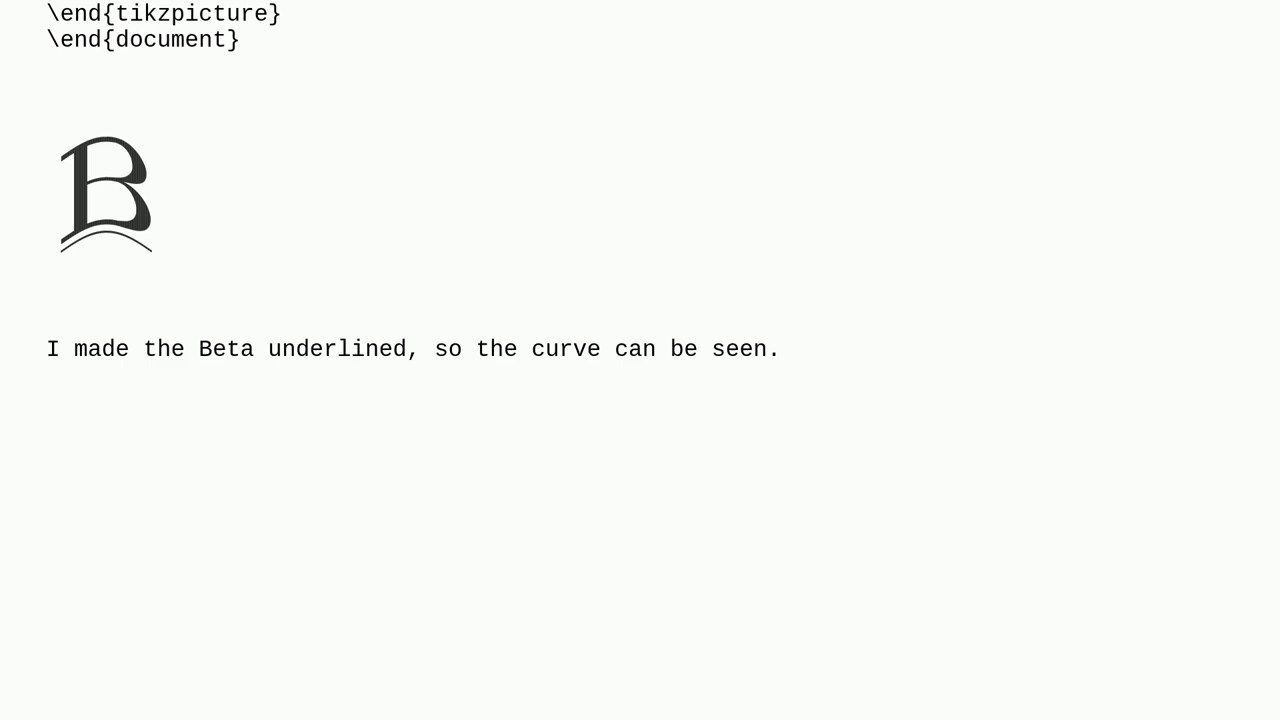 \end{tikzpicture}
\end{document}
B
I made the Beta underlined, so the curve can be seen.